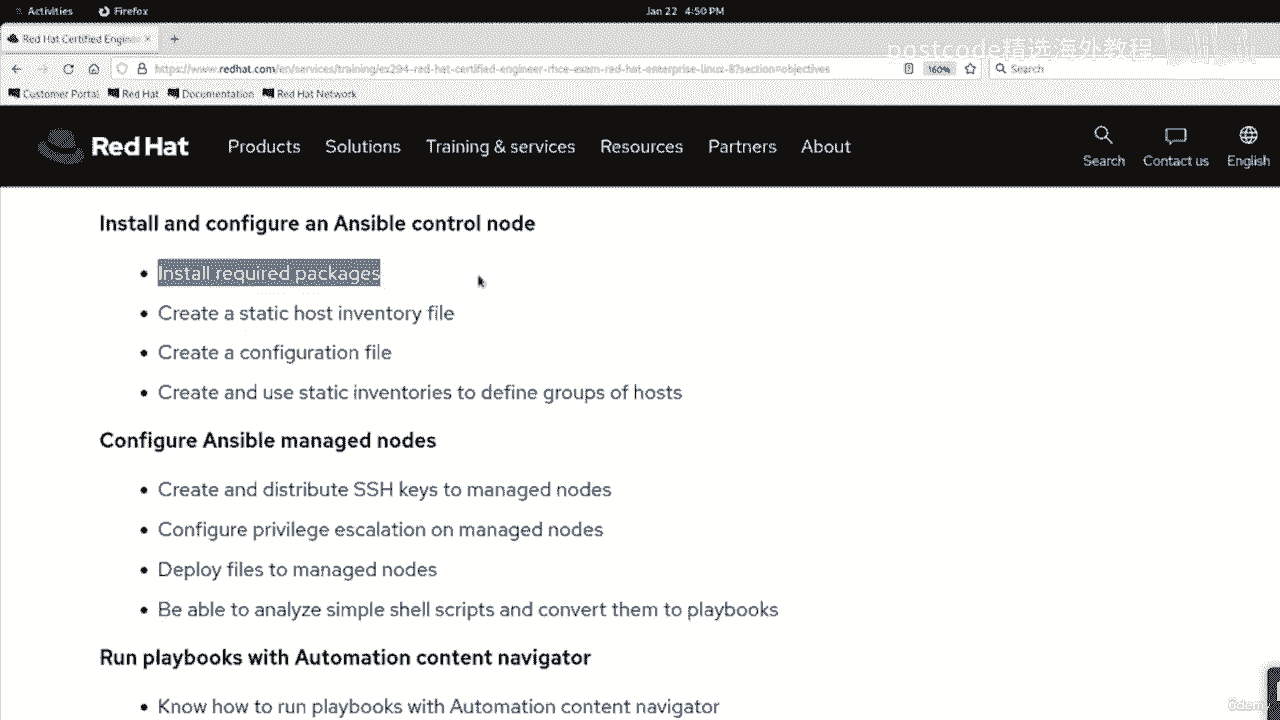 Activities Firefox Jan 22 4:50 PM
Red Hat Certified Engine × +
https://www.redhat.com/en/services/training/ex294-red-hat-certified-engineer-rhce-exam-red-hat-enterprise-linux-8?section=objectives 160% Search
postcode精选海外教程
Customer Portal Red Hat Documentation Red Hat Network
Red Hat Products Solutions Training & services Resources Partners About Search Contact us English
Install and configure an Ansible control node
• Install required packages
• Create a static host inventory file
• Create a configuration file
• Create and use static inventories to define groups of hosts
Configure Ansible managed nodes
• Create and distribute SSH keys to managed nodes
• Configure privilege escalation on managed nodes
• Deploy files to managed nodes
• Be able to analyze simple shell scripts and convert them to playbooks
Run playbooks with Automation content navigator
• Know how to run playbooks with Automation content navigator